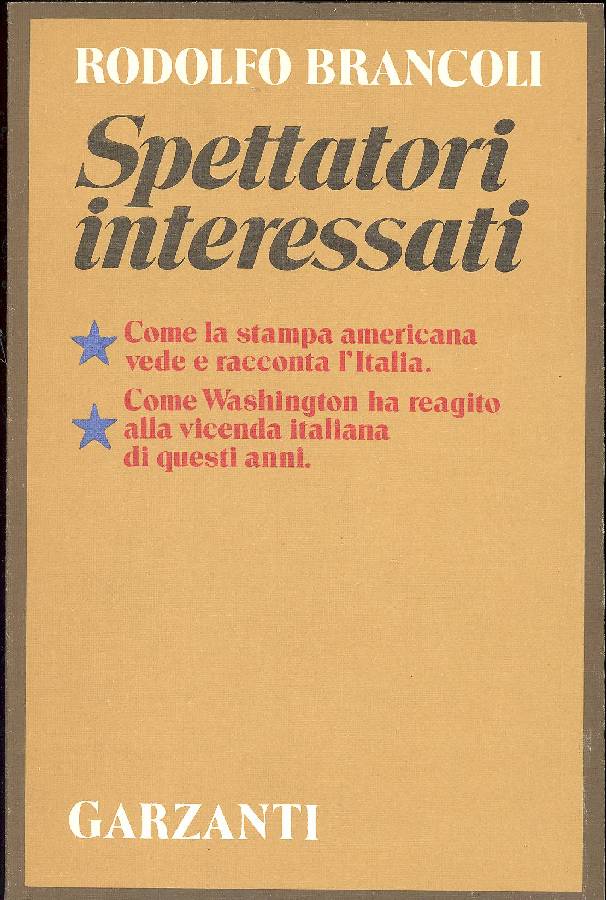 RODOLFO BRANCOLI
Spettatori
interessati
Come la stampa americana
vede e racconta l'Italia.
Come Washington ha reagito
alla vicenda italiana
di questi anni.
GARZANTI